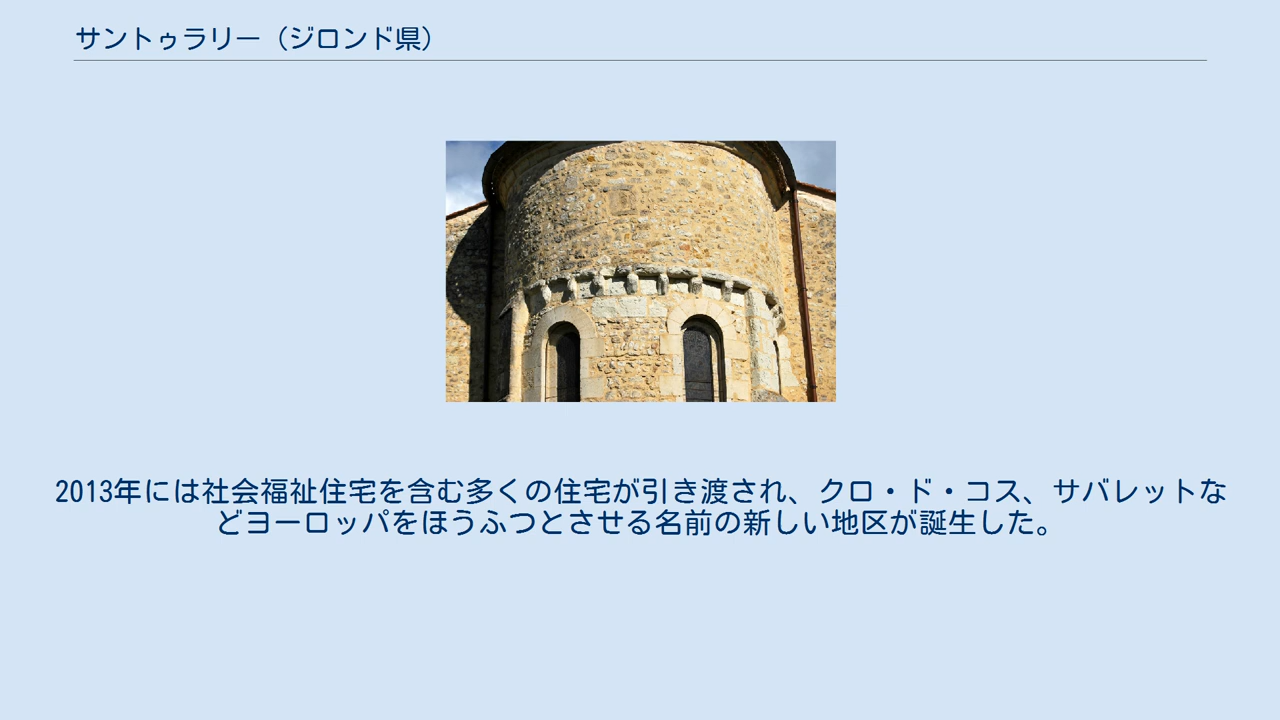 サントゥラリー（ジロンド県）
2013年には社会福祉住宅を含む多くの住宅が引き渡され、クロ・ド・コス、サバレットな
どヨーロッパをほうふつとさせる名前の新しい地区が誕生した。